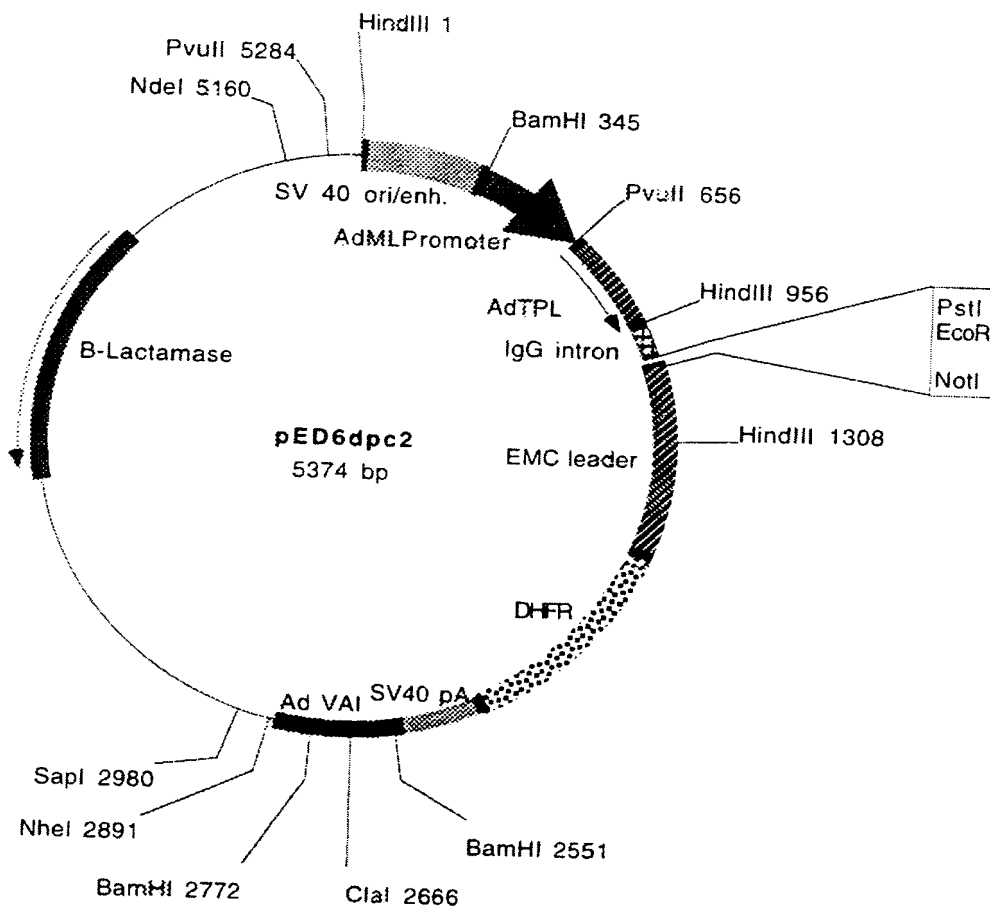 HindIII 1
PvuII 5284
NdeI 5160
BamHI 345
SV 40 ori/enh.
PvuII 656
AdMLPromoter
HindIII 956
AdTPL
PstI
EcoR
IgG intron
B-Lactamase
NotI
pED6dpc2
5374 bp
HindIII 1308
EMC leader
DHFR
Ad VAI
SV40 pA
SapI 2980
NheI 2891
BamHI 2551
BamHI 2772
ClaI 2666